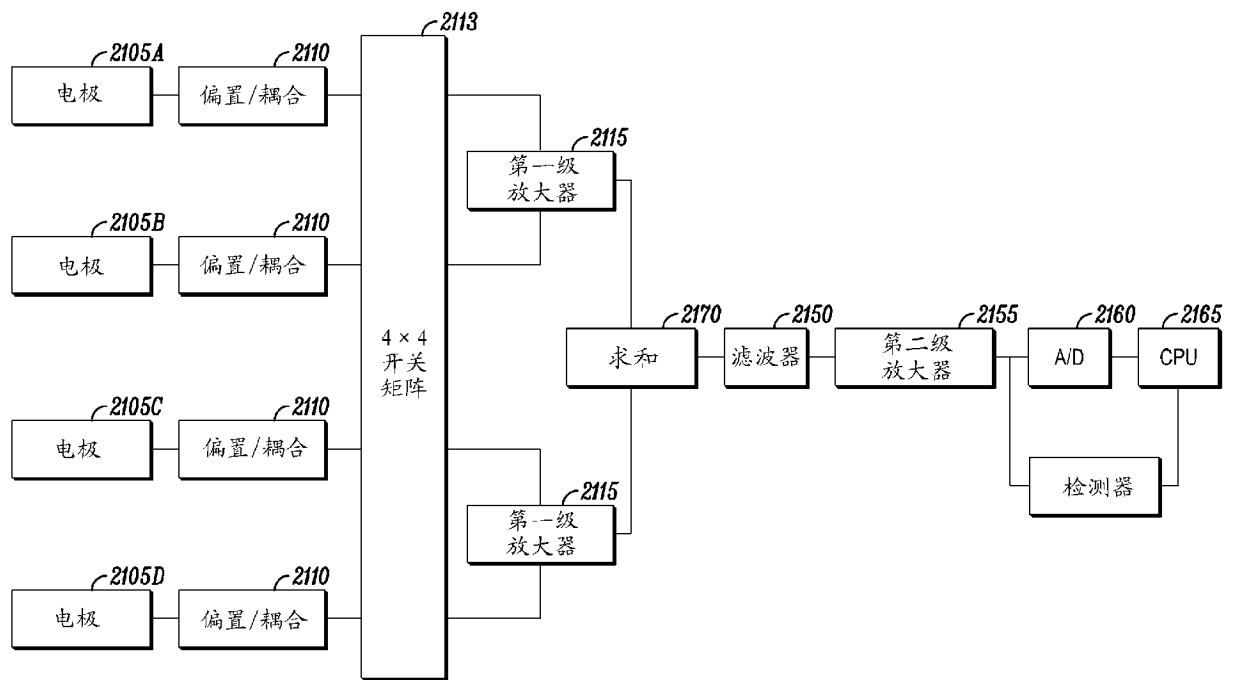 2113
2105A
2110
电极
偏置/耦合
2115
第一级
放大器
2105B
2110
电极
偏置/耦合
4×4
开关
矩阵
2170
2150
2155
2160
2165
求和
滤波器
第二级
放大器
A/D
CPU
2105C
2110
电极
偏置/耦合
检测器
2115
第一级
放大器
2105D
2110
电极
偏置/耦合